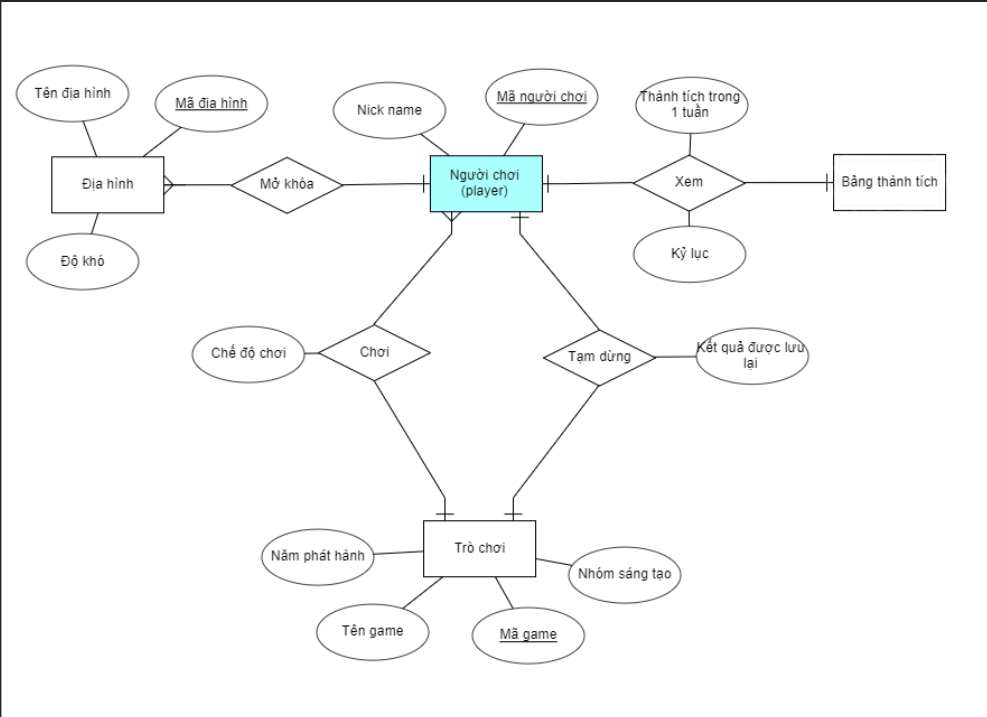 Tên địa hình
Mã đia hình
Nick name
Mã người chơi
Thành tích trong
1 tuần
Địa hình
Mở khóa
Người chơi
(player)
Xem
Bảng thành tích
Độ khó
Kỷ lục
Chế độ chơi
Chơi
Tạm dừng
Kết quả được lưu
lại
Năm phát hành
Trò chơi
Nhóm sáng tạo
Tên game
Mã game